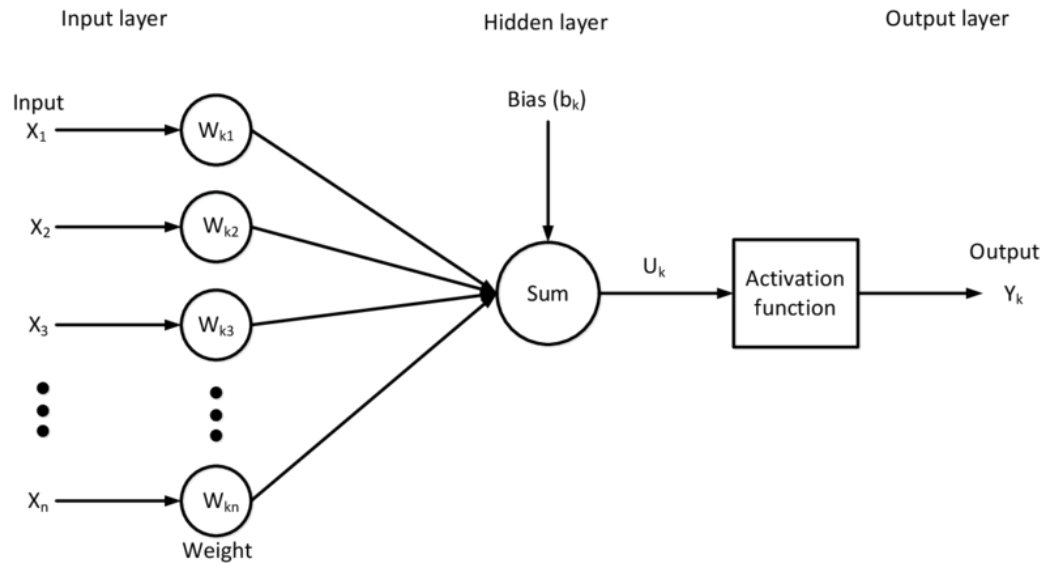 Input layer
Hidden layer
Output layer
Input
Bias (bₖ)
X₁
Wₖ₁
X₂
Wₖ₂
Uₖ
Output
Sum
Activation
function
Yₖ
X₃
Wₖ₃
Xₙ
Wₖₙ
Weight